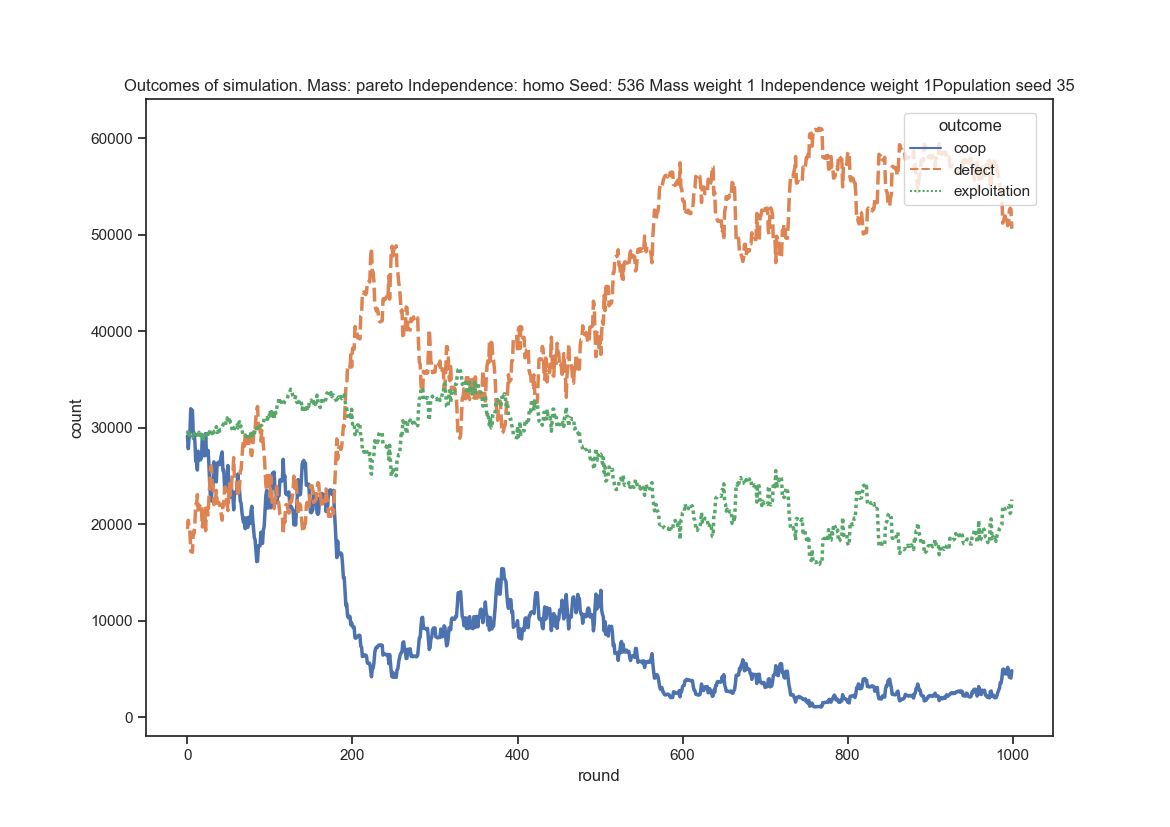 Outcomes of simulation. Mass: pareto Independence: homo Seed: 536 Mass weight 1 Independence weight 1Population seed 35
outcome
coop
defect
exploitation
60000
50000
40000
30000
20000
10000
0
count
0 200 400 600 800 1000
round